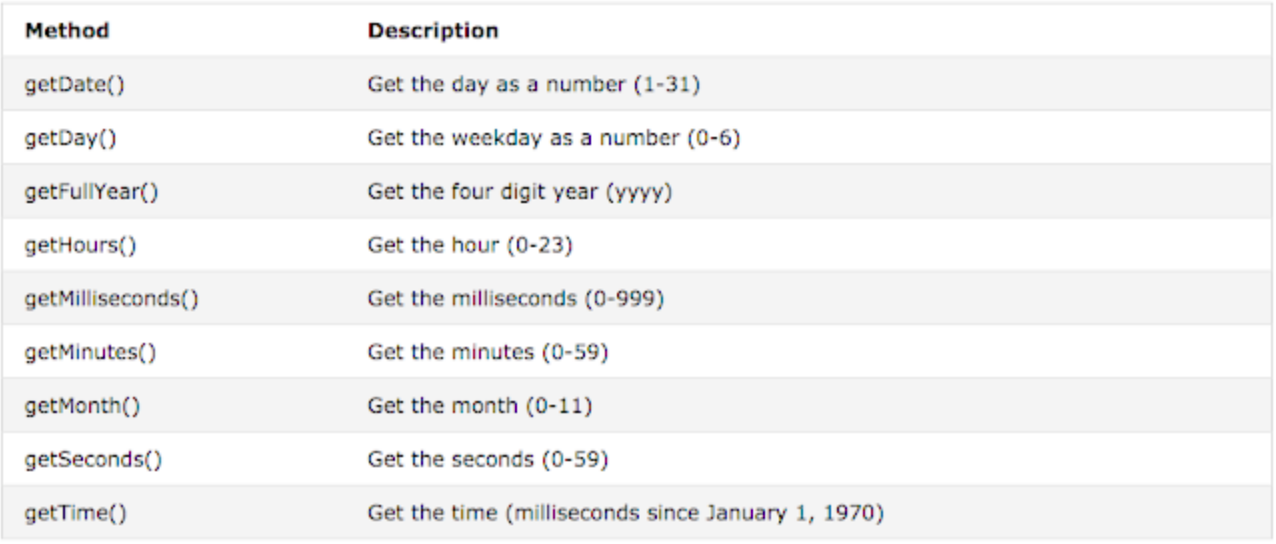 Method Description
getDate() Get the day as a number (1-31)
getDay() Get the weekday as a number (0-6)
getFullYear() Get the four digit year (yyyy)
getHours() Get the hour (0-23)
getMilliseconds() Get the milliseconds (0-999)
getMinutes() Get the minutes (0-59)
getMonth() Get the month (0-11)
getSeconds() Get the seconds (0-59)
getTime() Get the time (milliseconds since January 1, 1970)